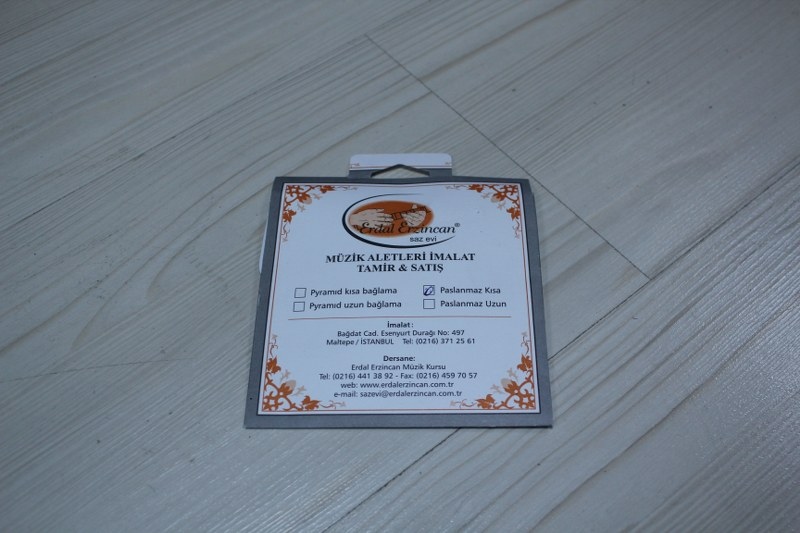 Erdal Erzincan®
saz evi
MÜZİK ALETLERİ İMALAT
TAMİR & SATIŞ
Pyramid kısa bağlama
Paslanmaz Kısa
Pyramid uzun bağlama
Paslanmaz Uzun
İmalat:
Bağdat Cad. Esenyurt Durağı No: 497
Maltepe / İSTANBUL Tel: (0216) 371 25 61
Dersane:
Erdal Erzincan Müzik Kursu
Tel: (0216) 441 38 92 - Fax: (0216) 459 70 57
web: www.erdalerzincan.com.tr
e-mail: sazevi@erdalerzincan.com.tr